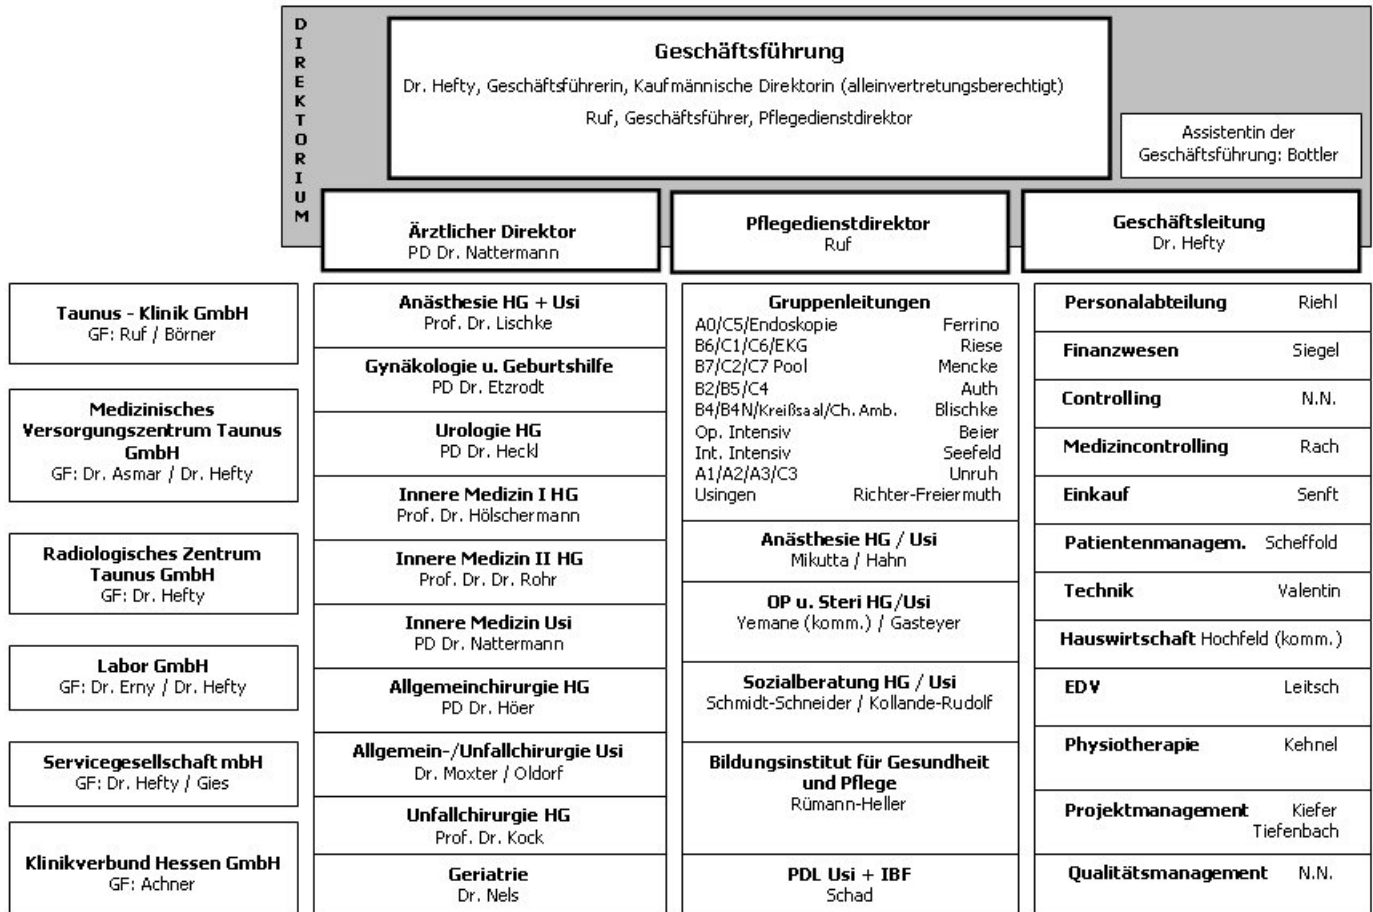 DIREKTORIUM
Geschäftsführung
Dr. Hefty, Geschäftsführerin, Kaufmännische Direktorin (alleinvertretungsberechtigt)
Ruf, Geschäftsführer, Pflegedienstdirektor
Assistentin der
Geschäftsführung: Bottler
Ärztlicher Direktor
PD Dr. Nattermann
Pflegedienstdirektor
Ruf
Geschäftsleitung
Dr. Hefty
Taunus - Klinik GmbH
GF: Ruf / Börner
Medizinisches
Versorgungszentrum Taunus
GmbH
GF: Dr. Asmar / Dr. Hefty
Radiologisches Zentrum
Taunus GmbH
GF: Dr. Hefty
Labor GmbH
GF: Dr. Erny / Dr. Hefty
Servicegesellschaft mbH
GF: Dr. Hefty / Gies
Klinikverbund Hessen GmbH
GF: Achner
Anästhesie HG + Usi
Prof. Dr. Lischke
Gynäkologie u. Geburtshilfe
PD Dr. Etzrodt
Urologie HG
PD Dr. Heckl
Innere Medizin I HG
Prof. Dr. Hölschermann
Innere Medizin II HG
Prof. Dr. Dr. Rohr
Innere Medizin Usi
PD Dr. Nattermann
Allgemeinchirurgie HG
PD Dr. Höer
Allgemein-/Unfallchirurgie Usi
Dr. Moxter / Oldorf
Unfallchirurgie HG
Prof. Dr. Kock
Geriatrie
Dr. Nels
Gruppenleitungen
A0/C5/Endoskopie Ferrino
B6/C1/C6/EKG Riese
B7/C2/C7 Pool Mencke
B2/B5/C4 Auth
B4/B4N/Kreißsaal/Ch. Amb. Blischke
Op. Intensiv Beier
Int. Intensiv Seefeld
A1/A2/A3/C3 Unruh
Usingen Richter-Freiermuth
Anästhesie HG / Usi
Mikutta / Hahn
OP u. Steri HG/Usi
Yemane (komm.) / Gasteyer
Sozialberatung HG / Usi
Schmidt-Schneider / Kollande-Rudolf
Bildungsinstitut für Gesundheit
und Pflege
Rümann-Heller
PDL Usi + IBF
Schad
Personalabteilung Riehl
Finanzwesen Siegel
Controlling N.N.
Medizincontrolling Rach
Einkauf Senft
Patientenmanagem. Scheffold
Technik Valentin
Hauswirtschaft Hochfeld (komm.)
EDV Leitsch
Physiotherapie Kehnel
Projektmanagement Kiefer
Tiefenbach
Qualitätsmanagement N.N.